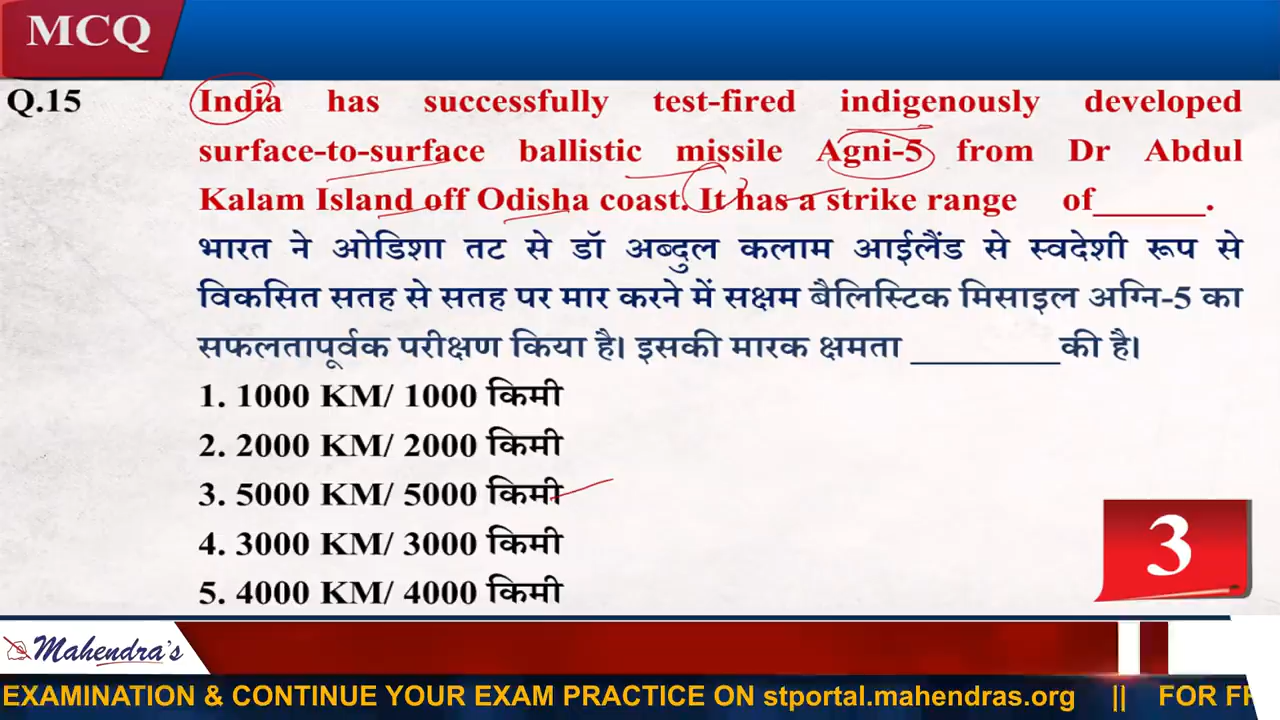 MCQ
Q.15 India has successfully test-fired indigenously developed
surface-to-surface ballistic missile Agni-5 from Dr Abdul
Kalam Island off Odisha coast. It has a strike range of______.
भारत ने ओडिशा तट से डॉ अब्दुल कलाम आईलैंड से स्वदेशी रूप से
विकसित सतह से सतह पर मार करने में सक्षम बैलिस्टिक मिसाइल अग्नि-5 का
सफलतापूर्वक परीक्षण किया है। इसकी मारक क्षमता _________की है।
1. 1000 KM/ 1000 किमी
2. 2000 KM/ 2000 किमी
3. 5000 KM/ 5000 किमी
4. 3000 KM/ 3000 किमी
5. 4000 KM/ 4000 किमी
3
Mahendra's
EXAMINATION & CONTINUE YOUR EXAM PRACTICE ON stportal.mahendras.org || FOR